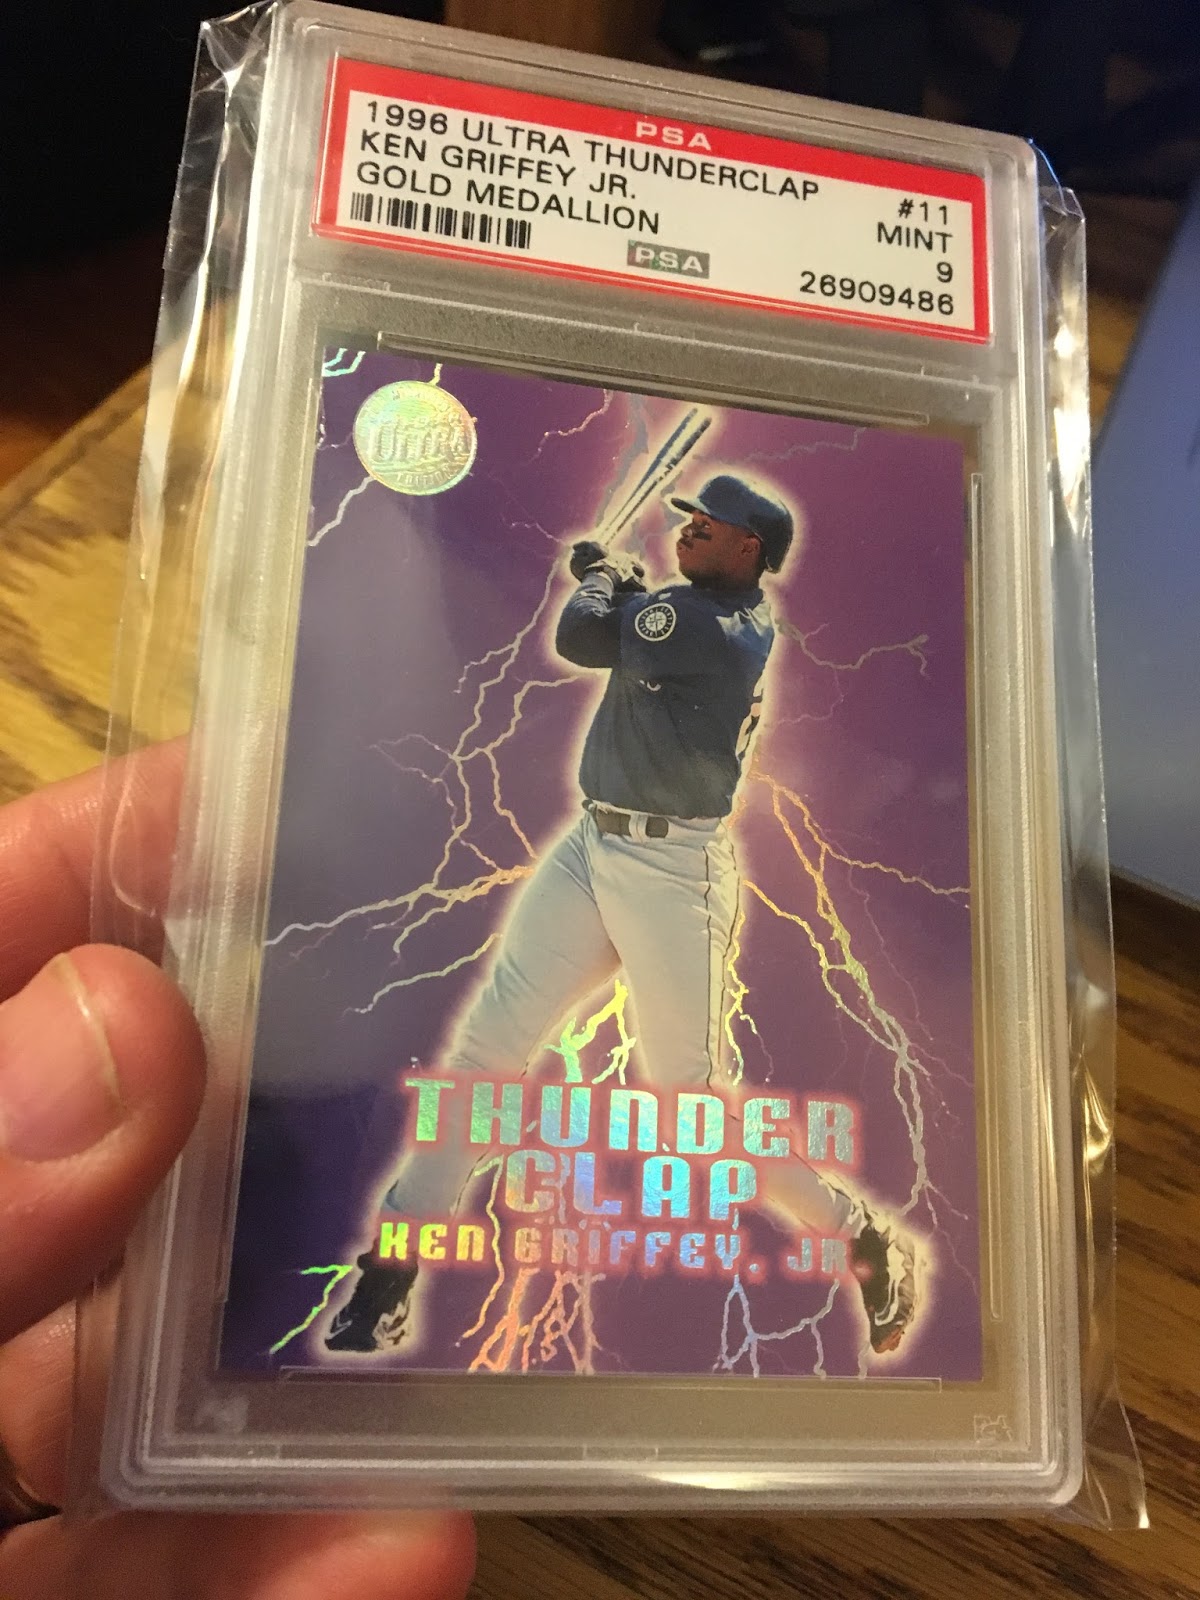 PSA
1996 ULTRA THUNDERCLAP #11
KEN GRIFFEY JR. MINT
GOLD MEDALLION 9
PSA 26909486
Ultra
EDITION
THUNDER
CLAP
KEN GRIFFEY, JR.